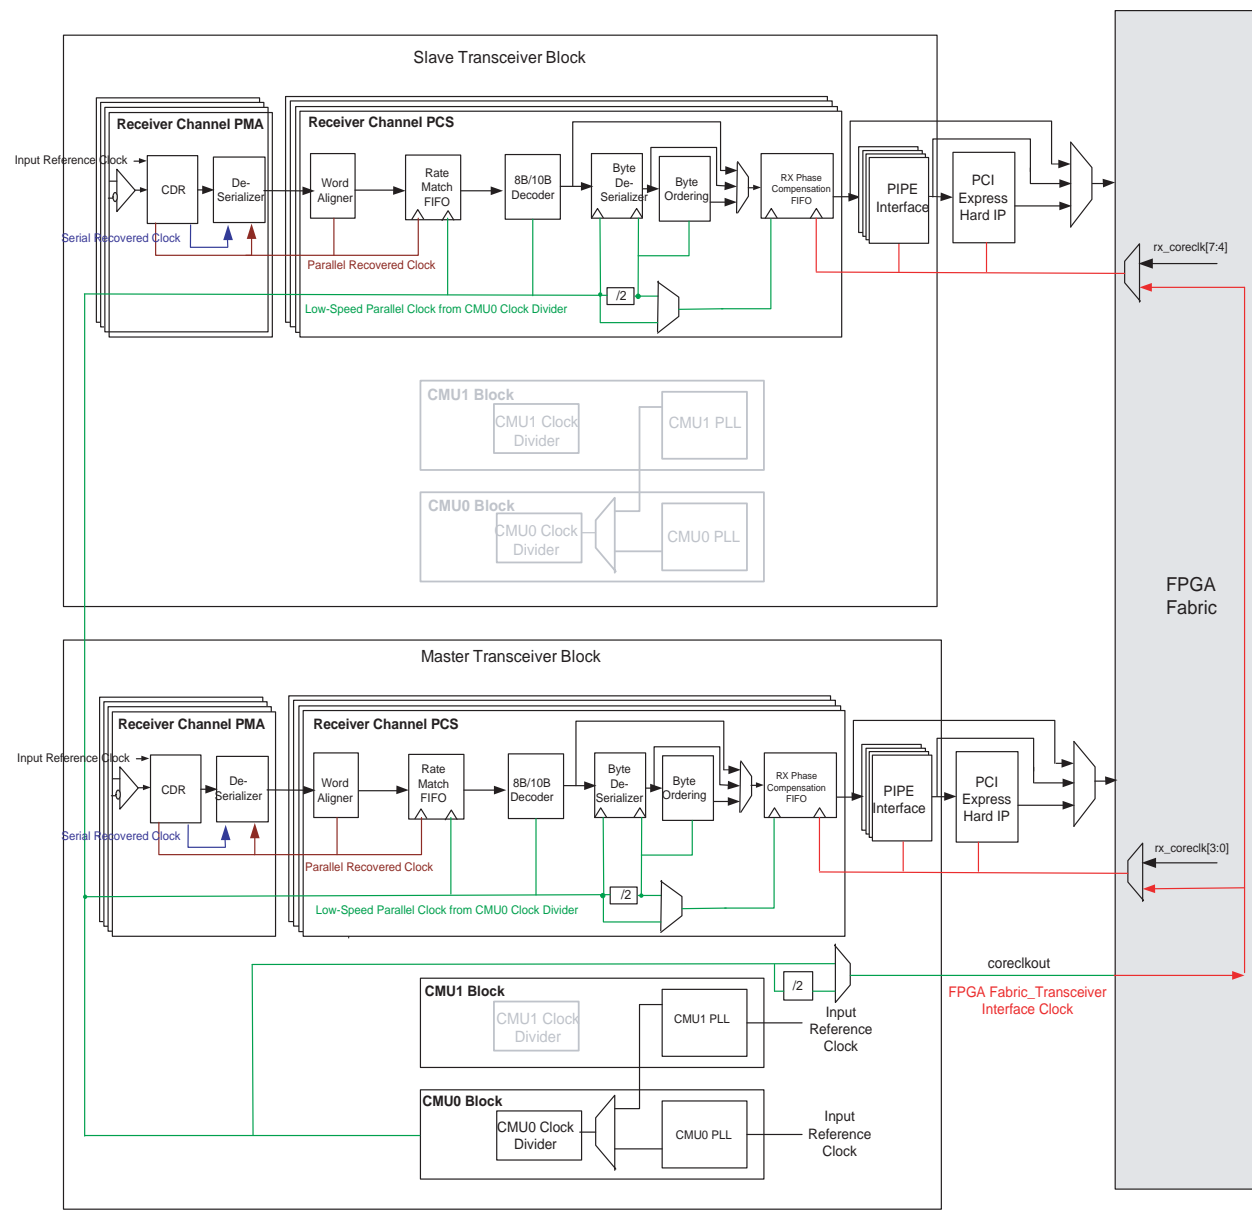 Slave Transceiver Block
Receiver Channel PMA
Receiver Channel PCS
Input Reference Clock
CDR
De-
Serializer
Word
Aligner
Rate
Match
FIFO
8B/10B
Decoder
Byte
De-
Serializer
Byte
Ordering
RX Phase
Compensation
FIFO
PIPE
Interface
PCI
Express
Hard IP
Serial Recovered Clock
Parallel Recovered Clock
rx_coreclk[7:4]
/2
Low-Speed Parallel Clock from CMU0 Clock Divider
CMU1 Block
CMU1 Clock
Divider
CMU1 PLL
CMU0 Block
CMU0 Clock
Divider
CMU0 PLL
FPGA
Fabric
Master Transceiver Block
Receiver Channel PMA
Receiver Channel PCS
Input Reference Clock
CDR
De-
Serializer
Word
Aligner
Rate
Match
FIFO
8B/10B
Decoder
Byte
De-
Serializer
Byte
Ordering
RX Phase
Compensation
FIFO
PIPE
Interface
PCI
Express
Hard IP
Serial Recovered Clock
Parallel Recovered Clock
rx_coreclk[3:0]
/2
Low-Speed Parallel Clock from CMU0 Clock Divider
coreclkout
/2
FPGA Fabric_Transceiver
Interface Clock
CMU1 Block
CMU1 Clock
Divider
CMU1 PLL
Input
Reference
Clock
CMU0 Block
CMU0 Clock
Divider
CMU0 PLL
Input
Reference
Clock